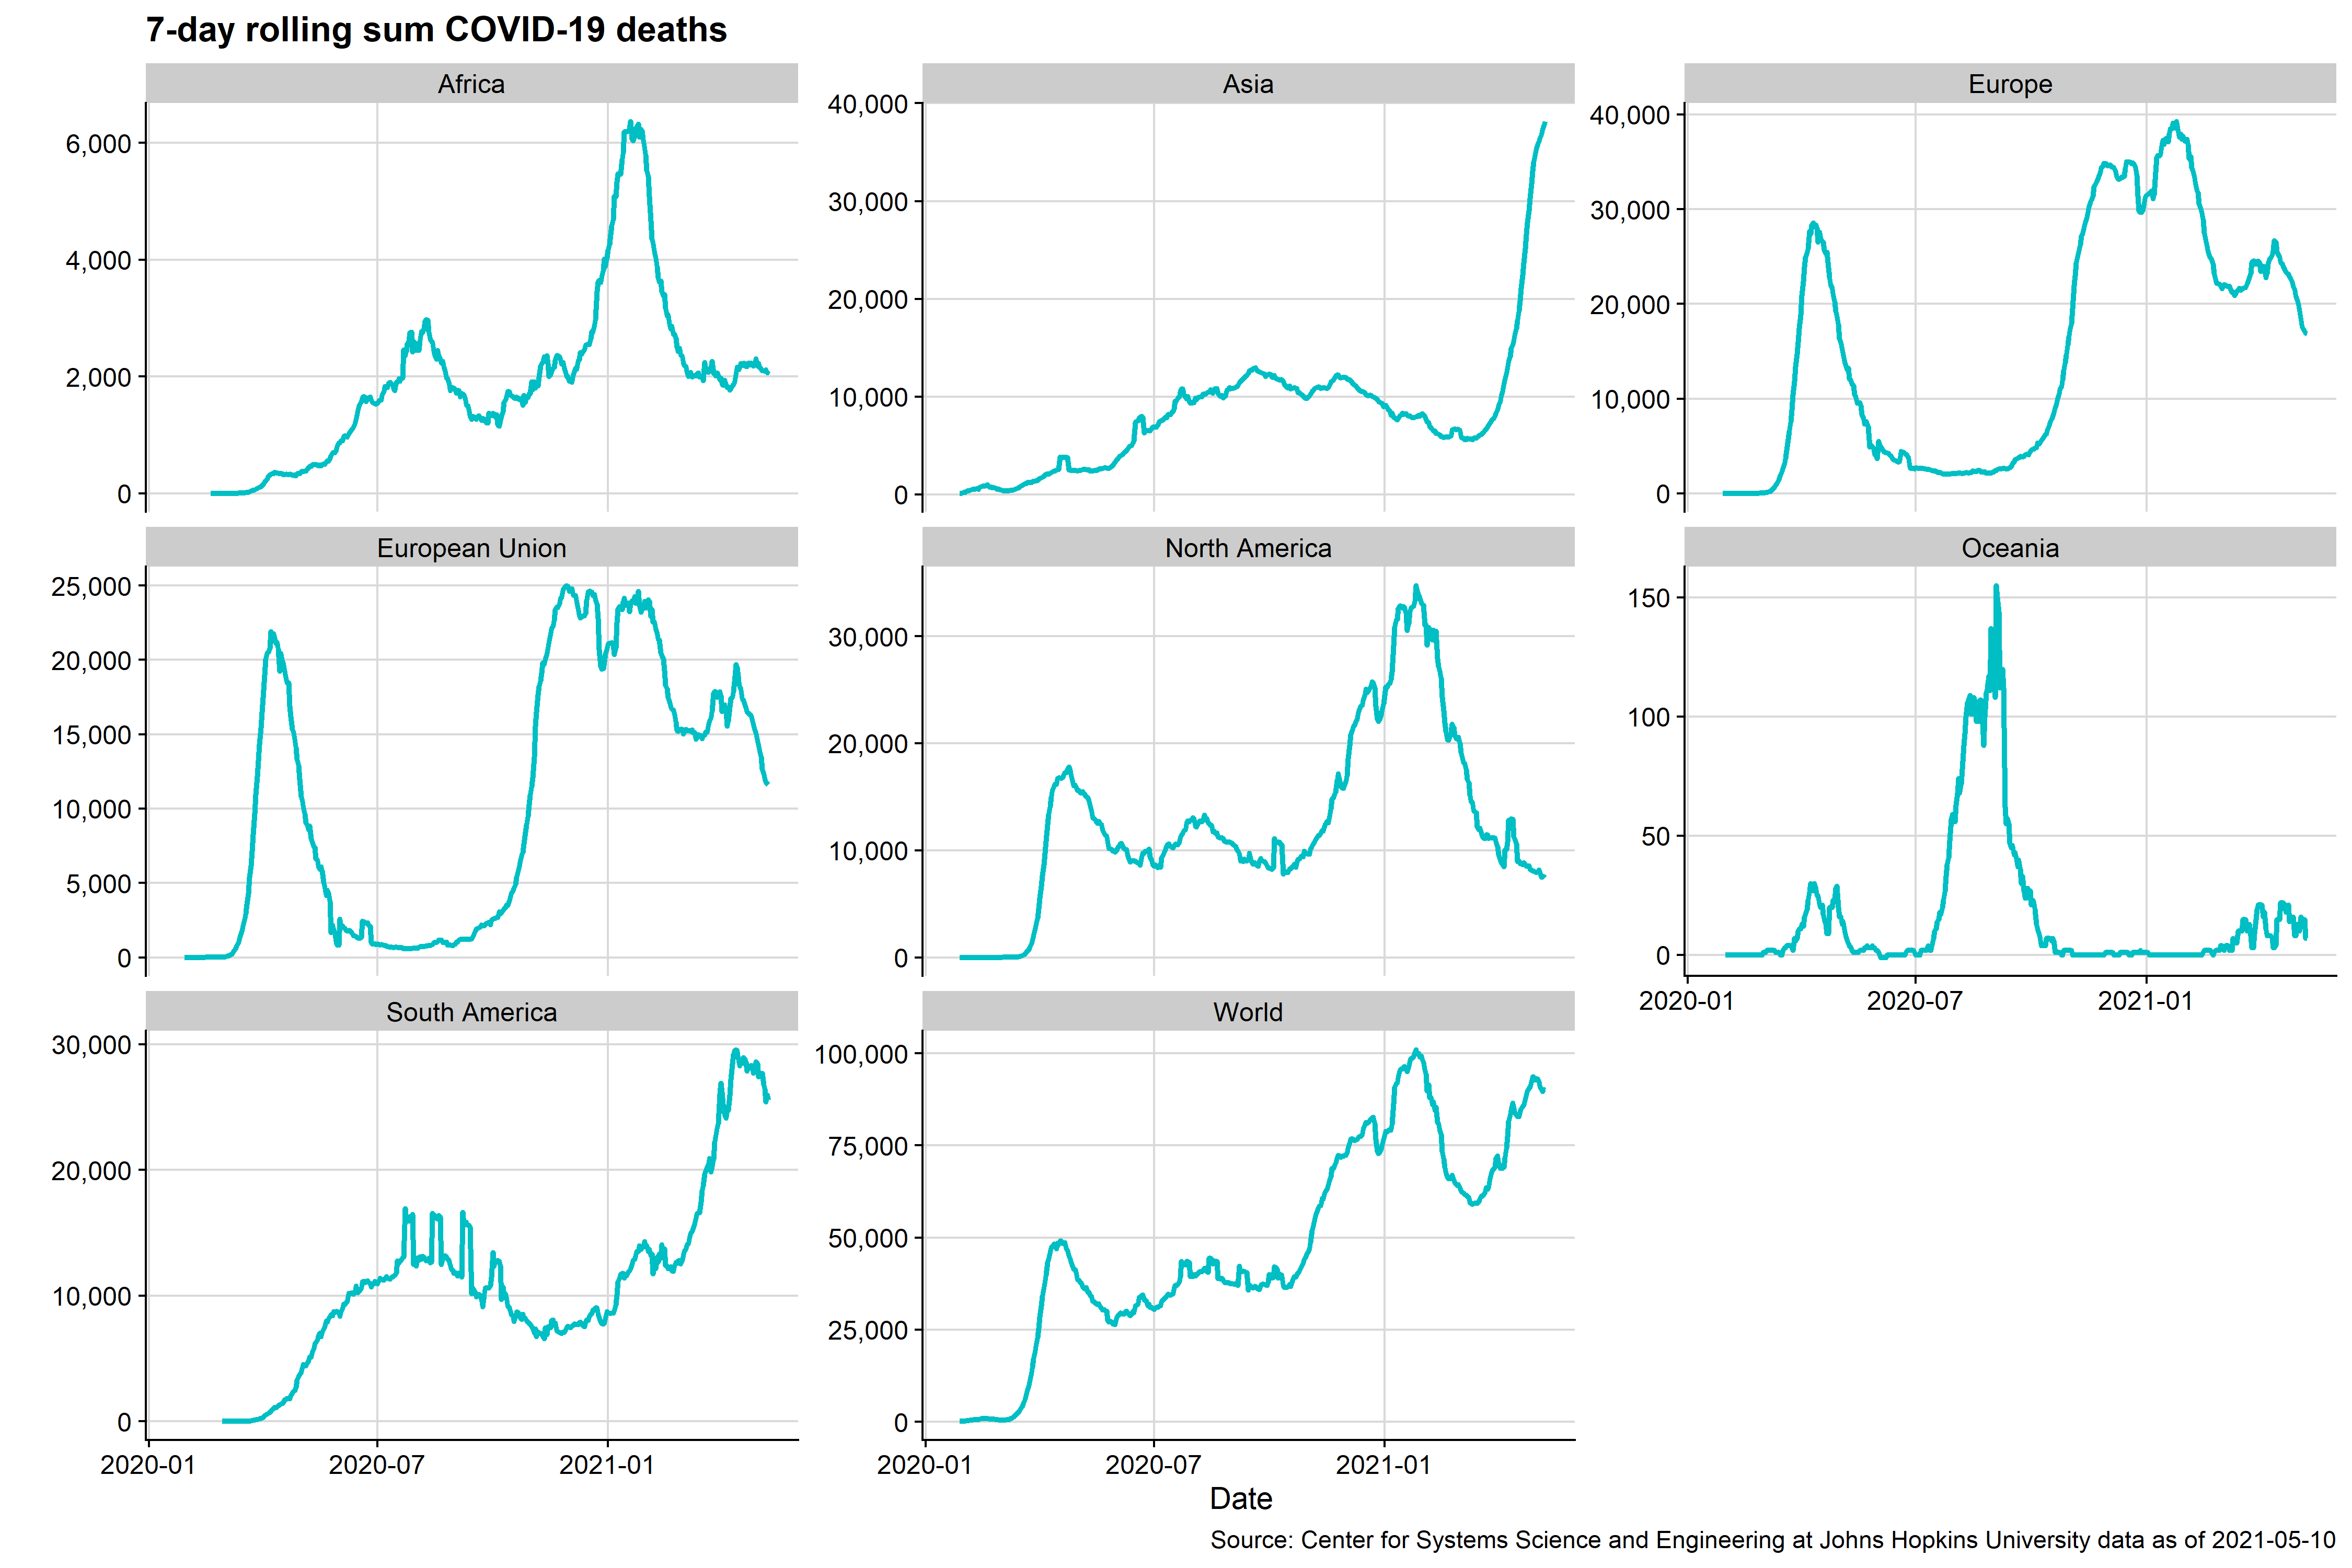 7-day rolling sum COVID-19 deaths
Africa
Asia
Europe
6,000
4,000
2,000
0
40,000
30,000
20,000
10,000
0
40,000
30,000
20,000
10,000
0
European Union
North America
Oceania
25,000
20,000
15,000
10,000
5,000
0
30,000
20,000
10,000
0
150
100
50
0
2020-01 2020-07 2021-01
South America
World
30,000
20,000
10,000
0
100,000
75,000
50,000
25,000
0
2020-01 2020-07 2021-01
2020-01 2020-07 2021-01
Date
Source: Center for Systems Science and Engineering at Johns Hopkins University data as of 2021-05-10